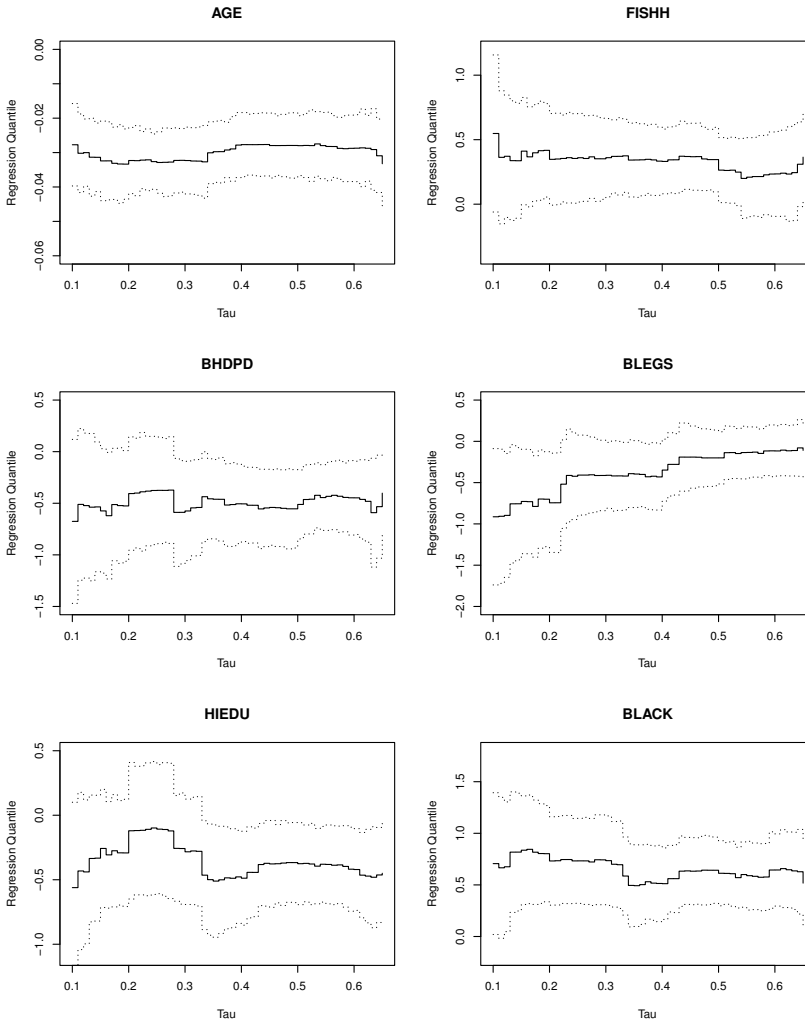 AGE
Regression Quantile
0.00
−0.02
−0.04
−0.06
0.1 0.2 0.3 0.4 0.5 0.6
Tau
FISHH
Regression Quantile
1.0
0.5
0.0
0.1 0.2 0.3 0.4 0.5 0.6
Tau
BHDPD
Regression Quantile
0.5
0.0
−0.5
−1.0
−1.5
0.1 0.2 0.3 0.4 0.5 0.6
Tau
BLEGS
Regression Quantile
0.5
0.0
−0.5
−1.0
−1.5
−2.0
0.1 0.2 0.3 0.4 0.5 0.6
Tau
HIEDU
Regression Quantile
0.5
0.0
−0.5
−1.0
0.1 0.2 0.3 0.4 0.5 0.6
Tau
BLACK
Regression Quantile
1.5
1.0
0.5
0.0
0.1 0.2 0.3 0.4 0.5 0.6
Tau